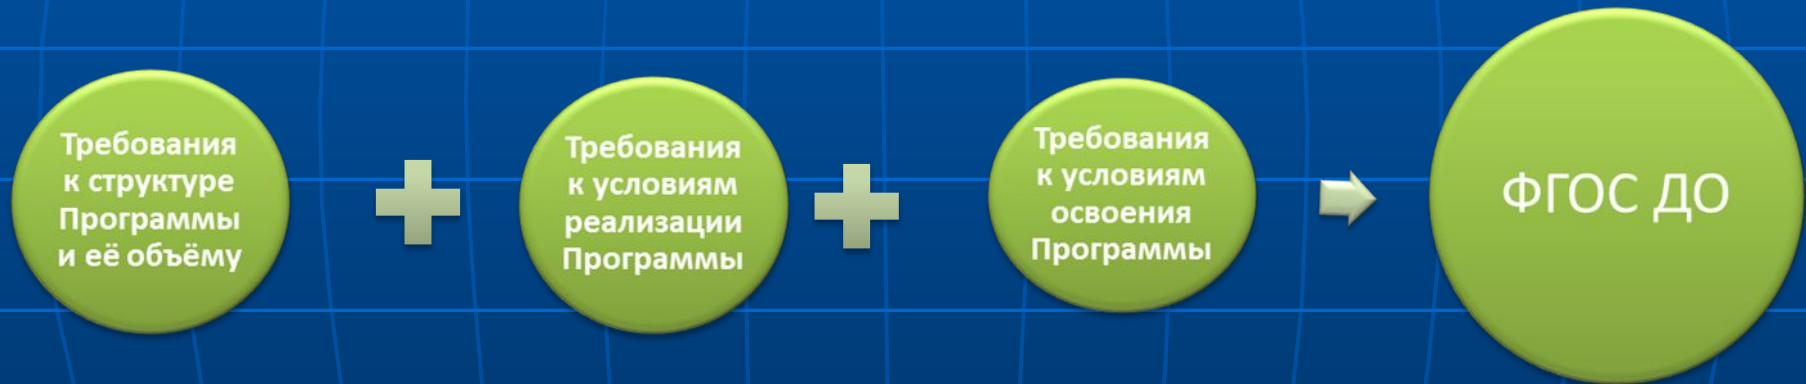 Требования
к структуре
Программы
и её объёму
Требования
к условиям
реализации
Программы
Требования
к условиям
освоения
Программы
ФГОС ДО